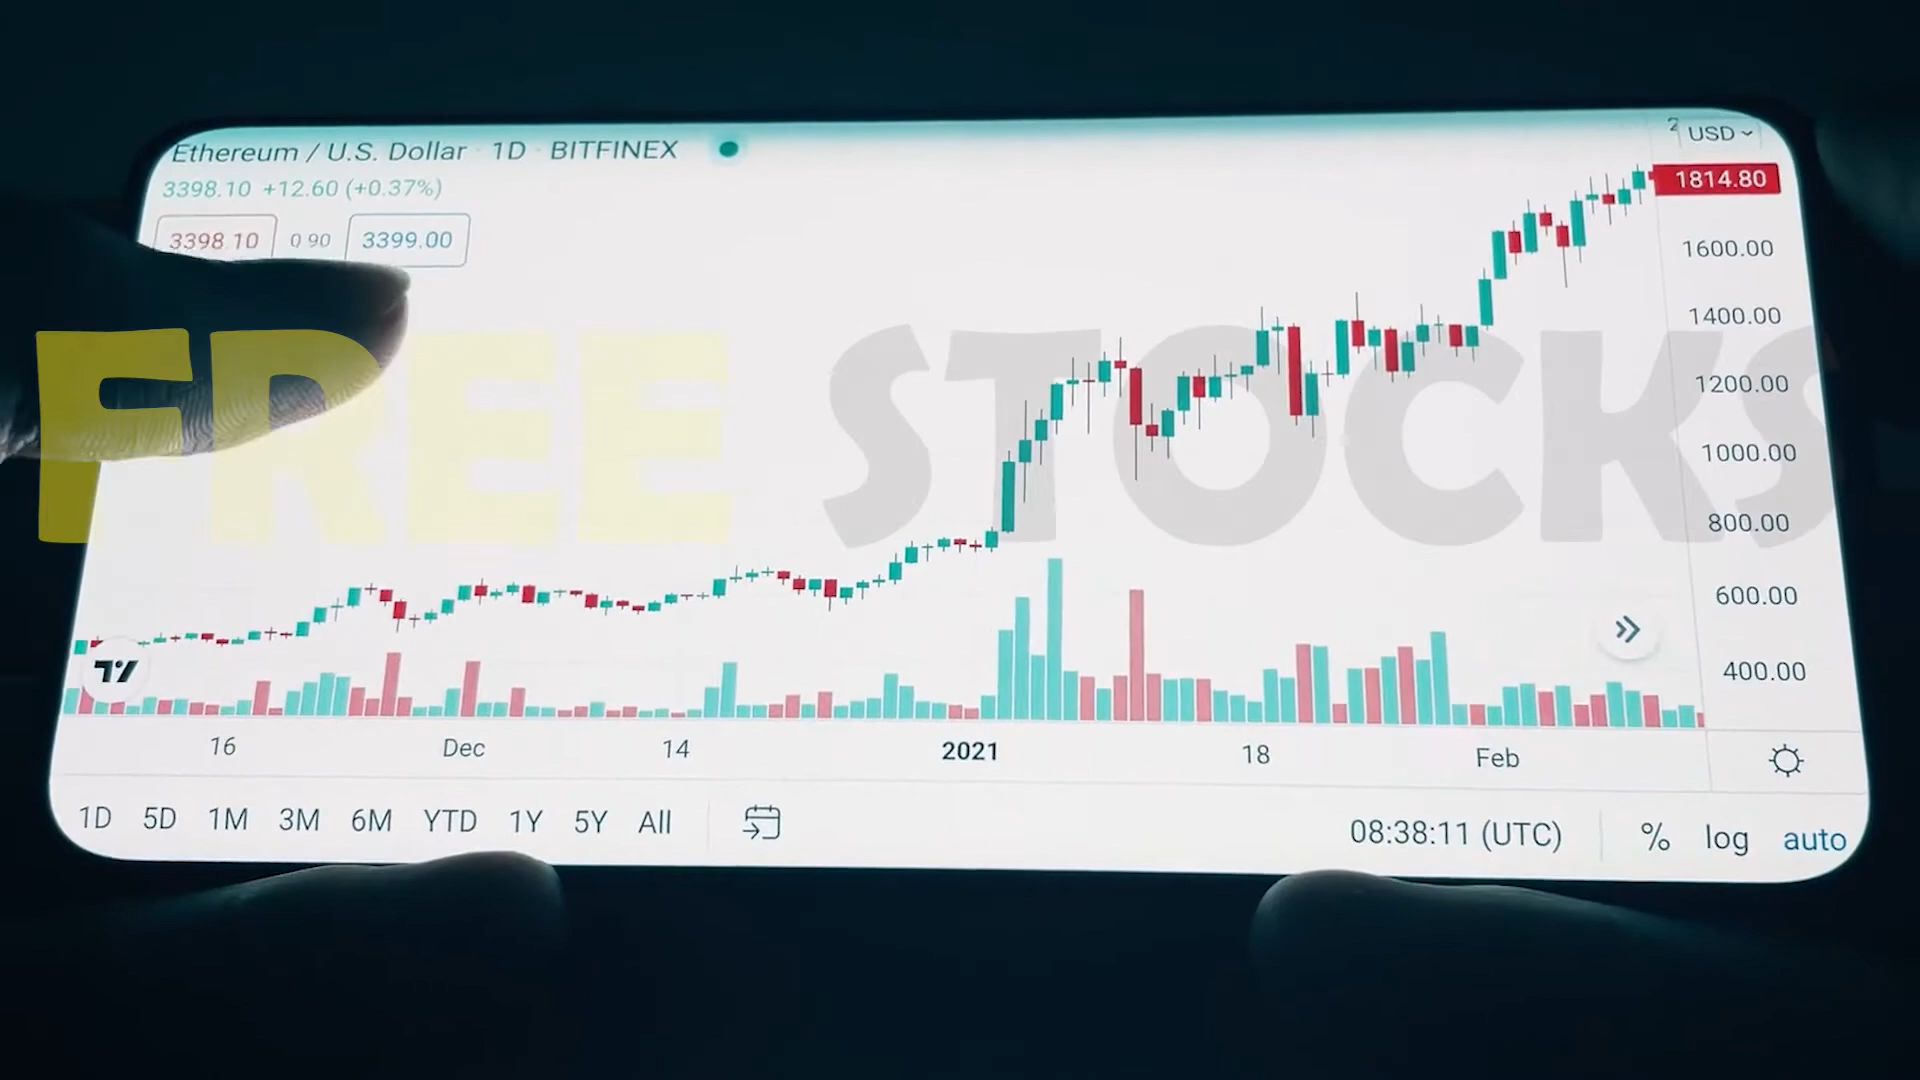 Ethereum / U.S. Dollar · 1D · BITFINEX
USD
3398.10 +12.60 (+0.37%)
1814.80
3398.10 0.90 3399.00
1600.00
1400.00
FREE STOCKS
1200.00
1000.00
800.00
600.00
400.00
16 Dec 14 2021 18 Feb
1D 5D 1M 3M 6M YTD 1Y 5Y All
08:38:11 (UTC) % log auto